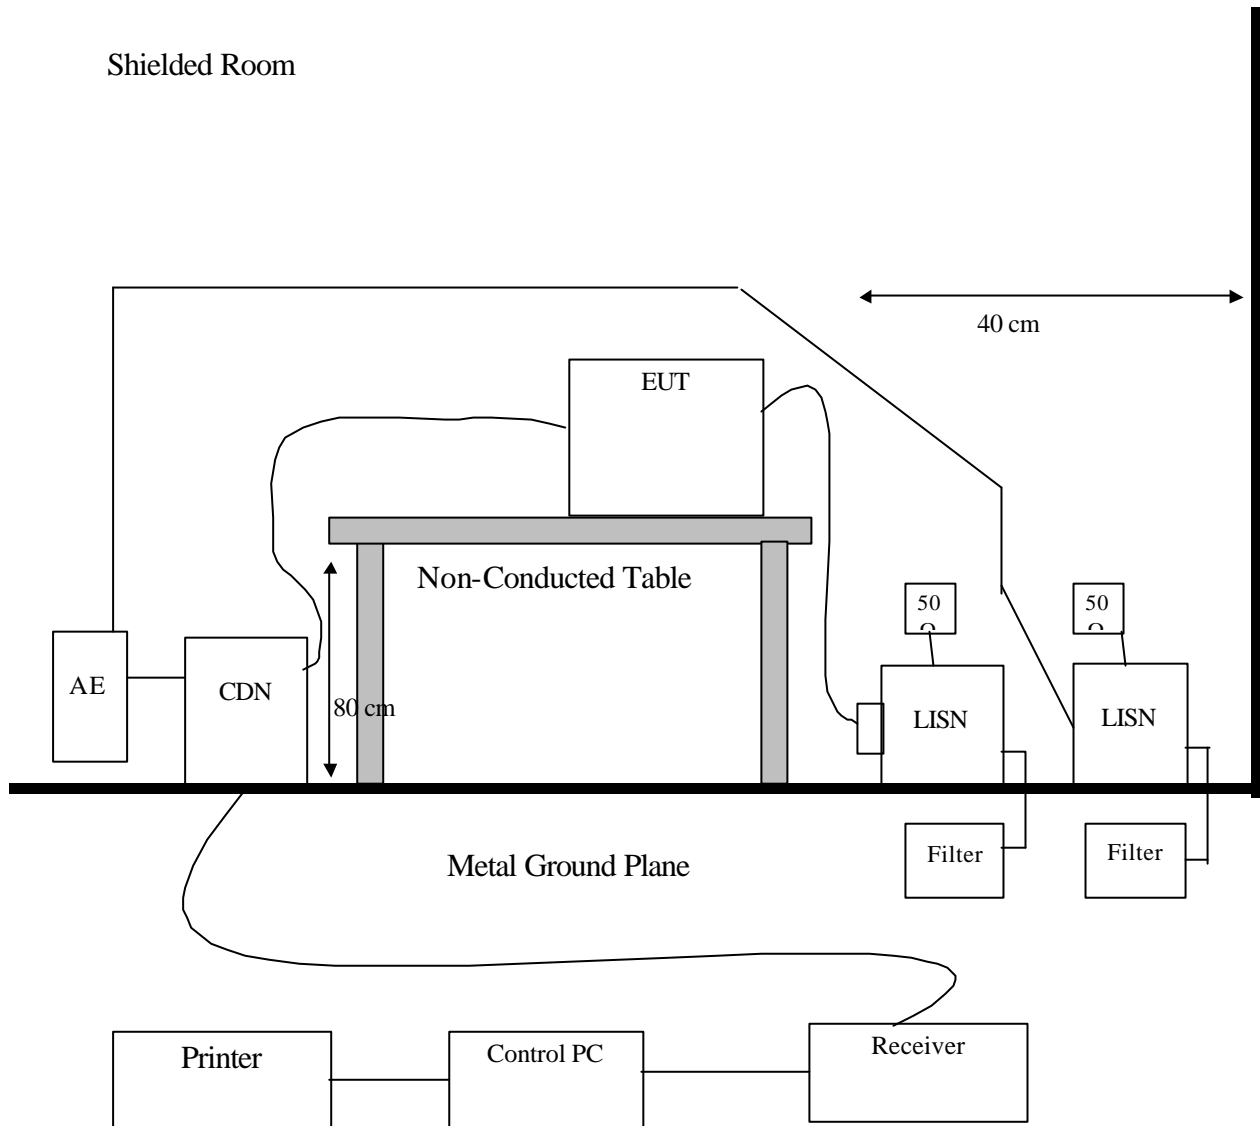 Shielded Room
40 cm
EUT
Non-Conducted Table
50
Ω
50
Ω
AE
CDN
80 cm
LISN
LISN
Filter
Filter
Metal Ground Plane
Printer
Control PC
Receiver